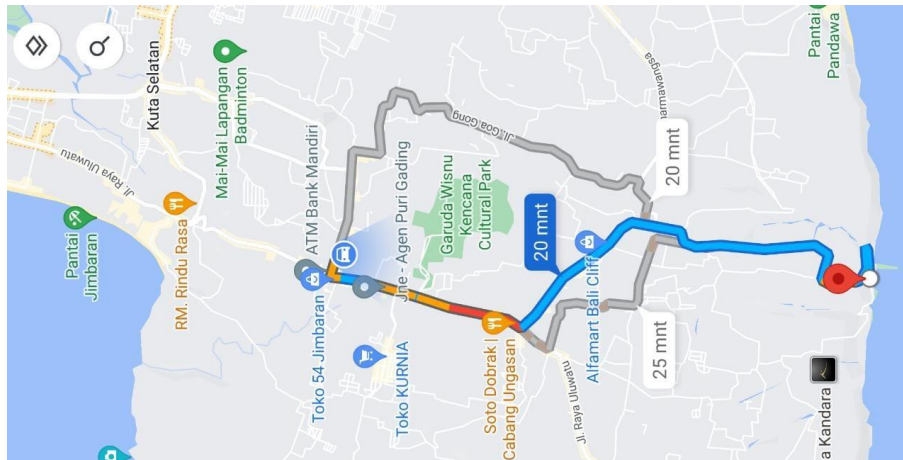 Pantai
Jimbaran
Jl. Raya Uluwatu
Kuta Selatan
RM. Rindu Rasa
Mai-Mai Lapangan
Badminton
Toko 54 Jimbaran
ATM Bank Mandiri
Toko KURNIA
Jne - Agen Puri Gading
Garuda Wisnu
Kencana
Cultural Park
Jl. Goa Gong
Soto Dobrak |
Cabang Ungasan
20 mnt
Jl. Raya Uluwatu
Alfamart Bali Cliff
25 mnt
20 mnt
Pantai
Pandawa
a Kandara